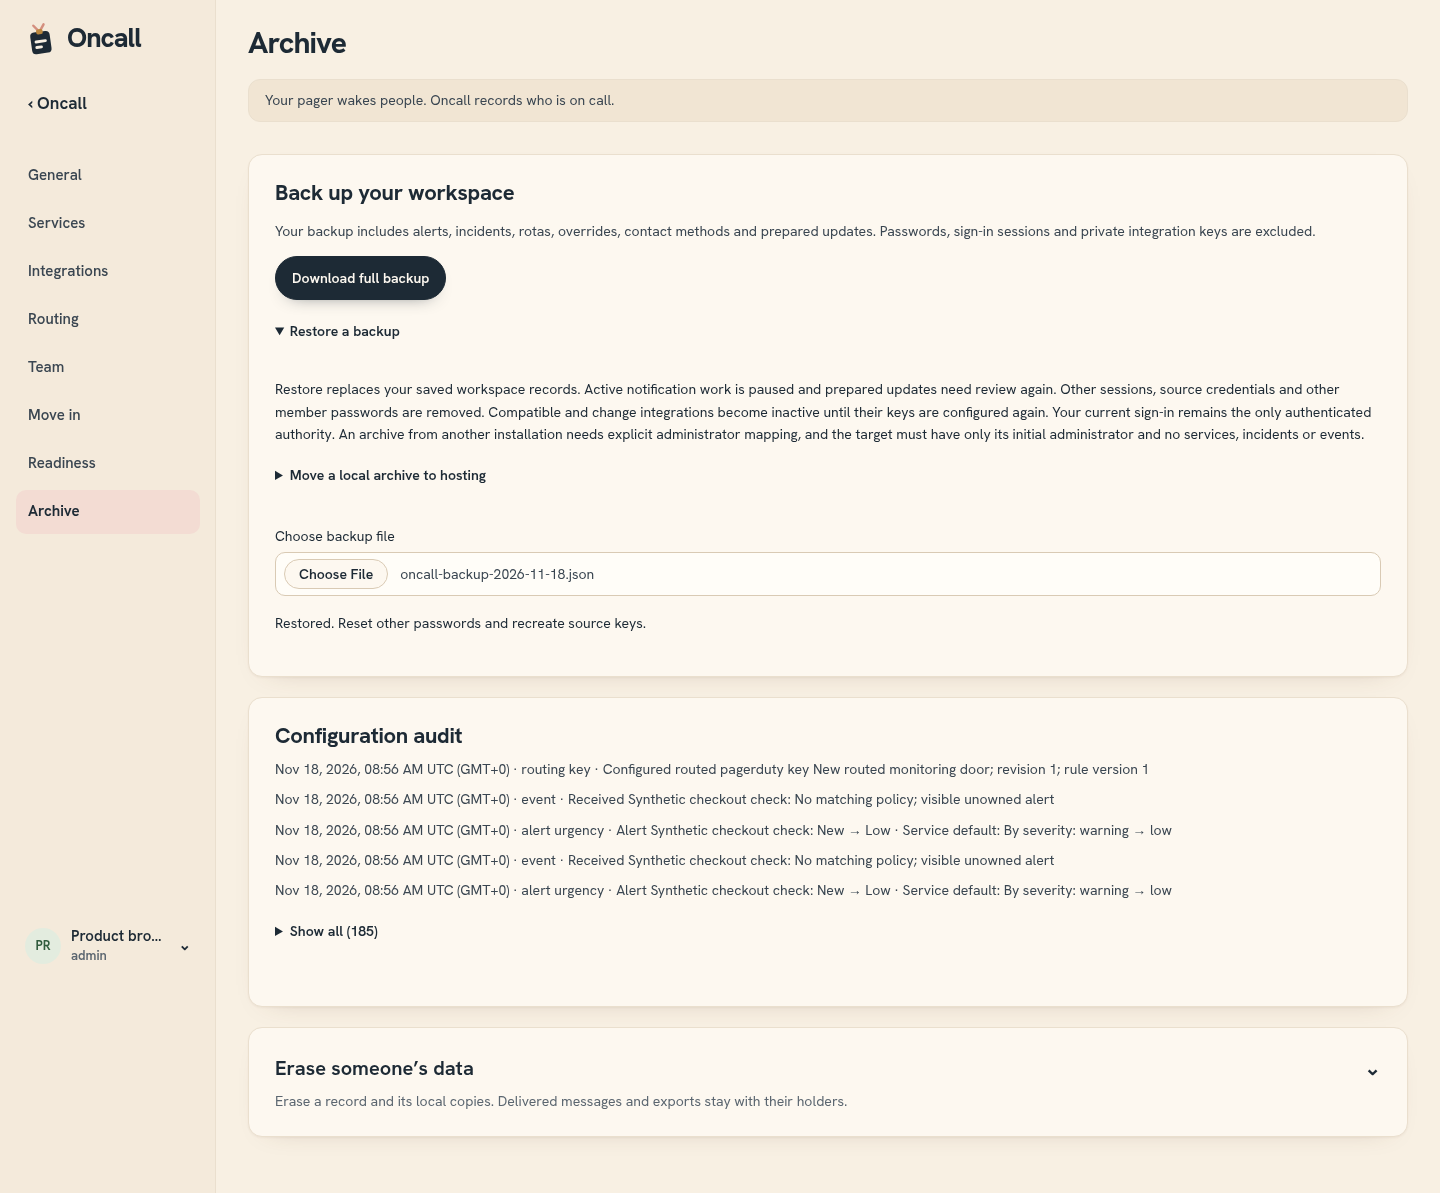 Oncall
‹ Oncall
General
Services
Integrations
Routing
Team
Move in
Readiness
Archive
PR
Product bro...
admin
Archive
Your pager wakes people. Oncall records who is on call.
Back up your workspace
Your backup includes alerts, incidents, rotas, overrides, contact methods and prepared updates. Passwords, sign-in sessions and private integration keys are excluded.
Download full backup
▼ Restore a backup
Restore replaces your saved workspace records. Active notification work is paused and prepared updates need review again. Other sessions, source credentials and other
member passwords are removed. Compatible and change integrations become inactive until their keys are configured again. Your current sign-in remains the only authenticated
authority. An archive from another installation needs explicit administrator mapping, and the target must have only its initial administrator and no services, incidents or events.
▶ Move a local archive to hosting
Choose backup file
Choose File oncall-backup-2026-11-18.json
Restored. Reset other passwords and recreate source keys.
Configuration audit
Nov 18, 2026, 08:56 AM UTC (GMT+0) · routing key · Configured routed pagerduty key New routed monitoring door; revision 1; rule version 1
Nov 18, 2026, 08:56 AM UTC (GMT+0) · event · Received Synthetic checkout check: No matching policy; visible unowned alert
Nov 18, 2026, 08:56 AM UTC (GMT+0) · alert urgency · Alert Synthetic checkout check: New → Low · Service default: By severity: warning → low
Nov 18, 2026, 08:56 AM UTC (GMT+0) · event · Received Synthetic checkout check: No matching policy; visible unowned alert
Nov 18, 2026, 08:56 AM UTC (GMT+0) · alert urgency · Alert Synthetic checkout check: New → Low · Service default: By severity: warning → low
▶ Show all (185)
Erase someone’s data
Erase a record and its local copies. Delivered messages and exports stay with their holders.